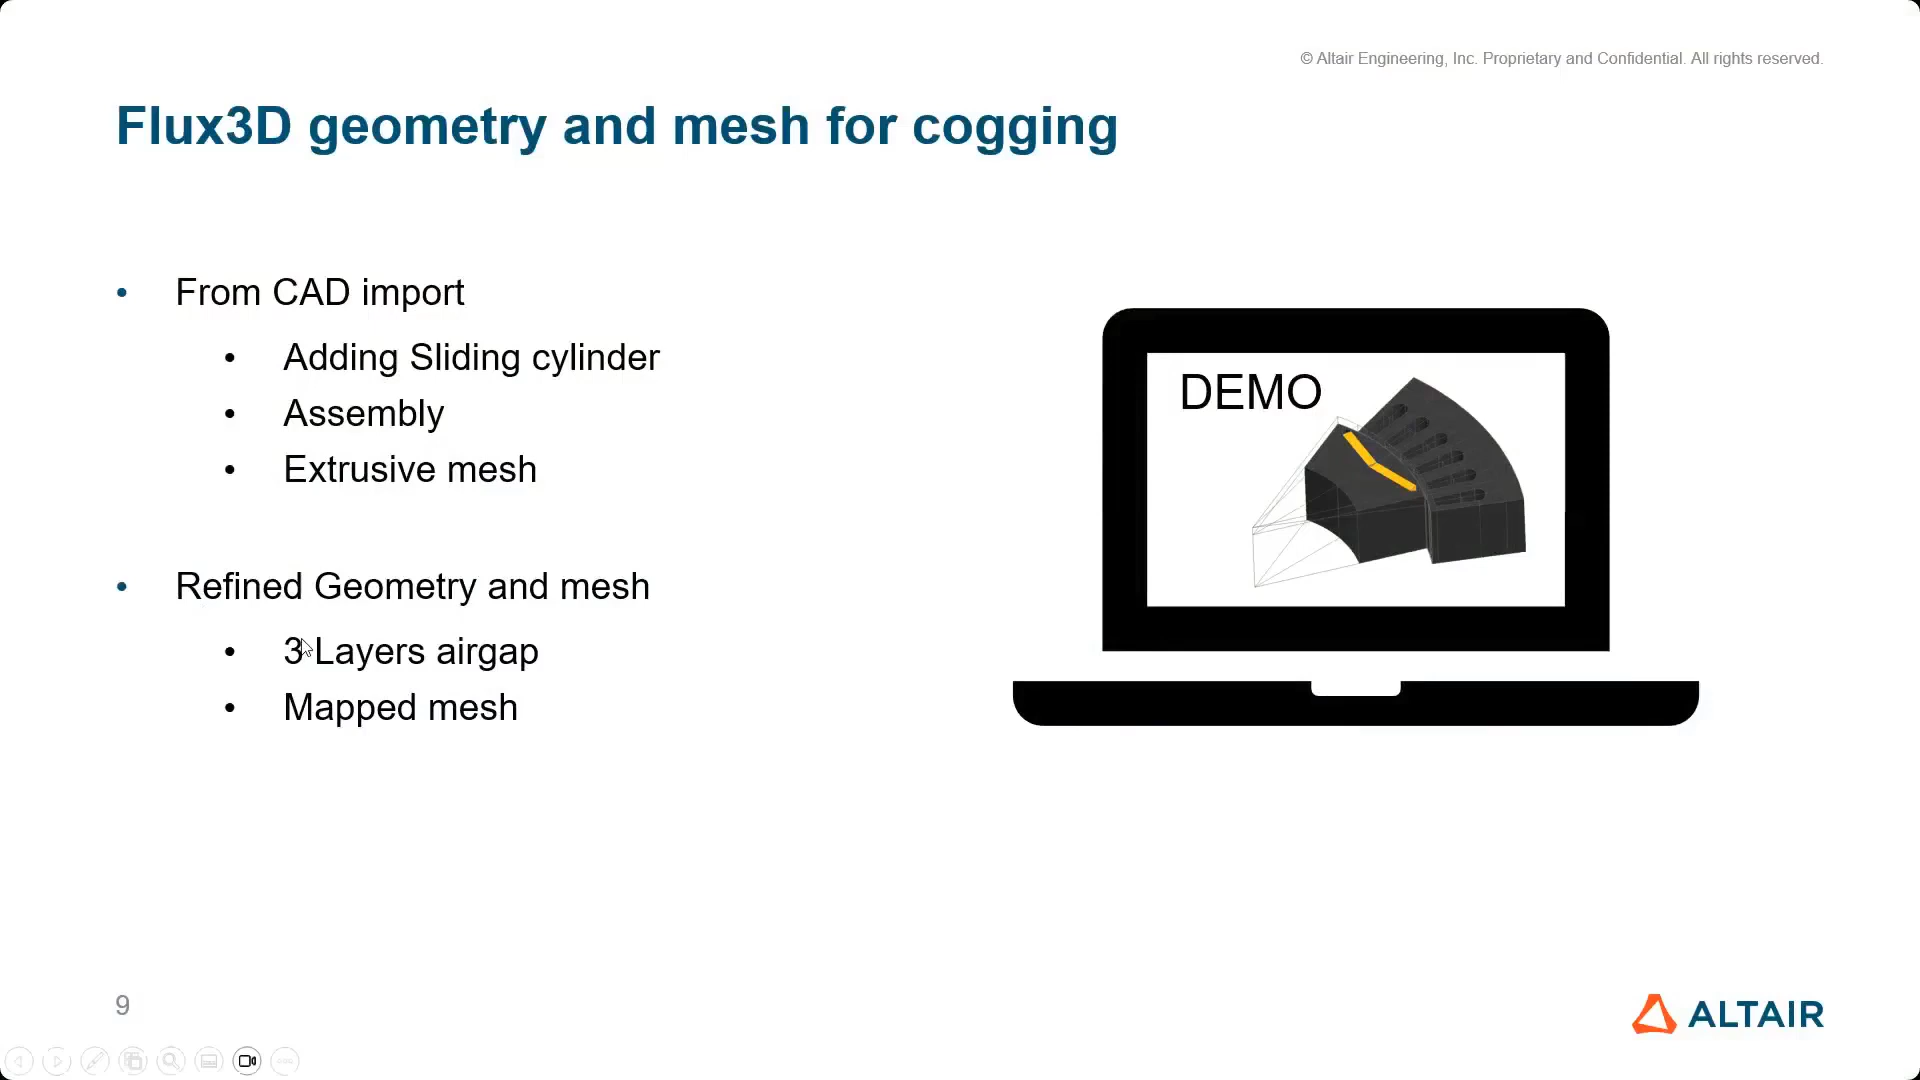 © Altair Engineering, Inc. Proprietary and Confidential. All rights reserved.
Flux3D geometry and mesh for cogging
• From CAD import
• Adding Sliding cylinder
• Assembly
• Extrusive mesh
• Refined Geometry and mesh
• 3 Layers airgap
• Mapped mesh
DEMO
9
ALTAIR